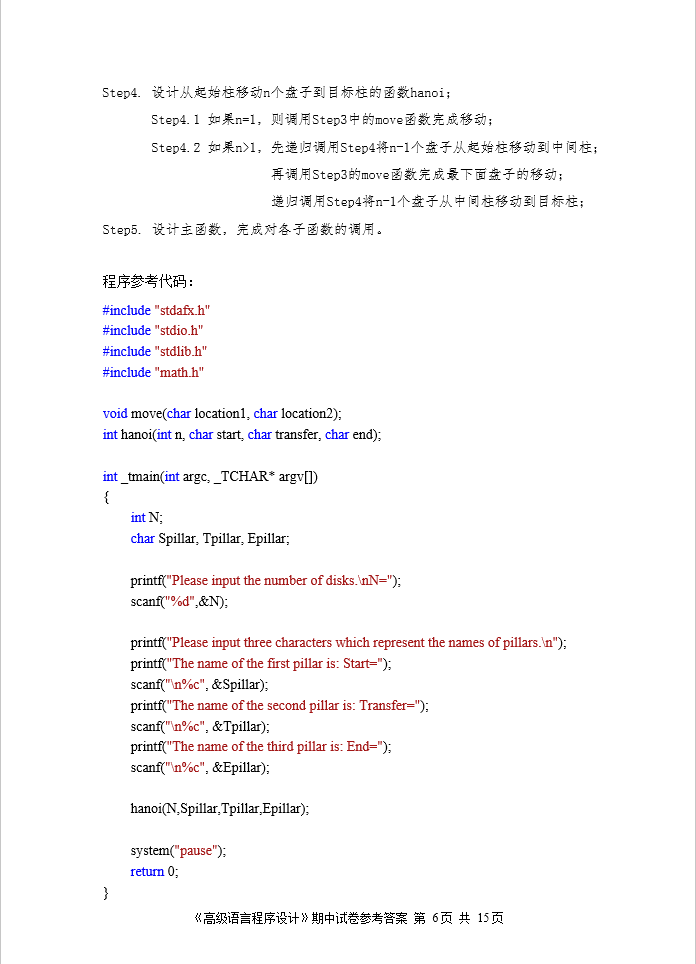 Step4. 设计从起始柱移动n个盘子到目标柱的函数hanoi;
Step4.1 如果n=1, 则调用Step3中的move函数完成移动;
Step4.2 如果n>1, 先递归调用Step4将n-1个盘子从起始柱移动到中间柱;
再调用Step3的move函数完成最下面盘子的移动;
递归调用Step4将n-1个盘子从中间柱移动到目标柱;
Step5. 设计主函数, 完成对各子函数的调用。
程序参考代码:
#include "stdafx.h"
#include "stdio.h"
#include "stdlib.h"
#include "math.h"
void move(char location1, char location2);
int hanoi(int n, char start, char transfer, char end);
int _tmain(int argc, _TCHAR* argv[])
{
int N;
char Spillar, Tpillar, Epillar;
printf("Please input the number of disks.\nN=");
scanf("%d",&N);
printf("Please input three characters which represent the names of pillars.\n");
printf("The name of the first pillar is: Start=");
scanf("\n%c", &Spillar);
printf("The name of the second pillar is: Transfer=");
scanf("\n%c", &Tpillar);
printf("The name of the third pillar is: End=");
scanf("\n%c", &Epillar);
hanoi(N,Spillar,Tpillar,Epillar);
system("pause");
return 0;
}
《高级语言程序设计》期中试卷参考答案 第 6页 共 15页